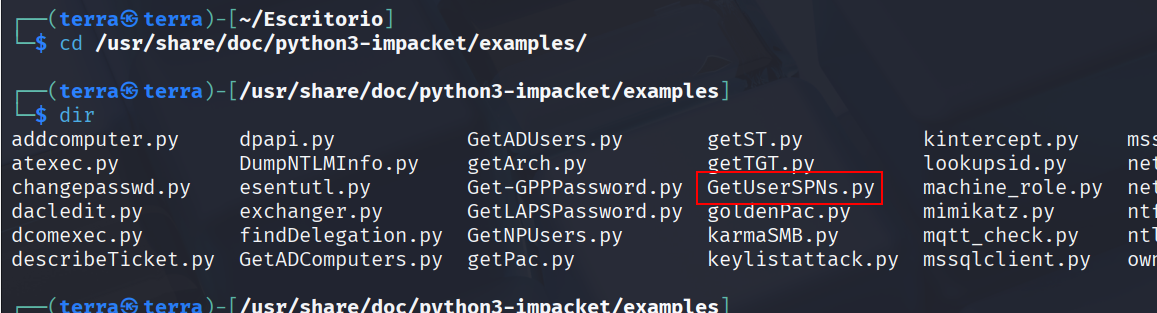 ┌──(terra㉿terra)-[~/Escritorio]
└─$ cd /usr/share/doc/python3-impacket/examples/
┌──(terra㉿terra)-[/usr/share/doc/python3-impacket/examples]
└─$ dir
addcomputer.py dpapi.py GetADUsers.py getST.py kintercept.py mss
atexec.py DumpNTLMInfo.py getArch.py getTGT.py lookupsid.py net
changepasswd.py esentutl.py Get-GPPPassword.py GetUserSPNs.py machine_role.py net
dacledit.py exchanger.py GetLAPSPassword.py goldenPac.py mimikatz.py ntf
dcomexec.py findDelegation.py GetNPUsers.py karmaSMB.py mqtt_check.py ntl
describeTicket.py GetADComputers.py getPac.py keylistattack.py mssqlclient.py own
┌──(terra㉿terra)-[/usr/share/doc/python3-impacket/examples]